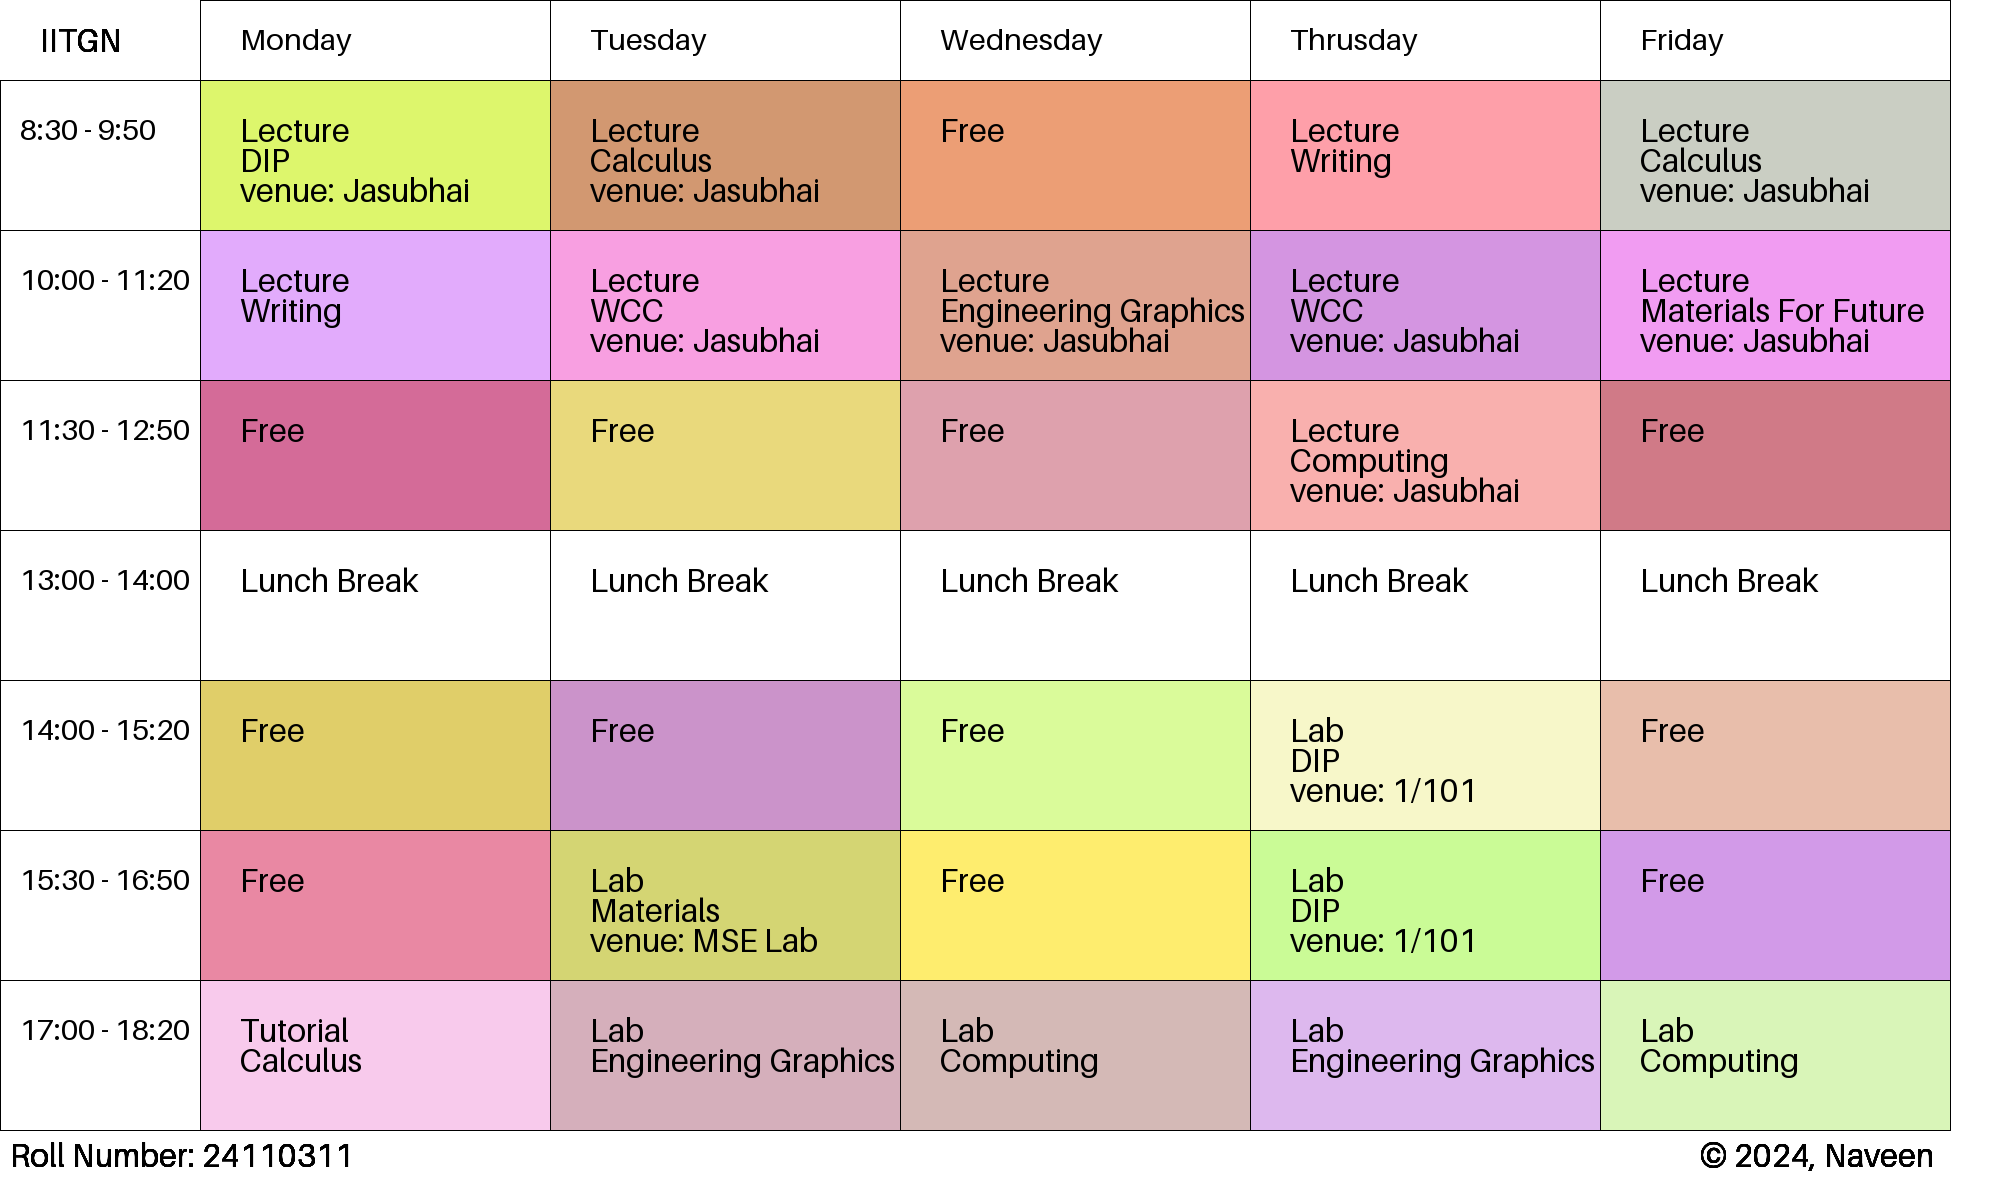 IITGN
Monday
Tuesday
Wednesday
Thrusday
Friday
8:30 - 9:50
Lecture
DIP
venue: Jasubhai
Lecture
Calculus
venue: Jasubhai
Free
Lecture
Writing
Lecture
Calculus
venue: Jasubhai
10:00 - 11:20
Lecture
Writing
Lecture
WCC
venue: Jasubhai
Lecture
Engineering Graphics
venue: Jasubhai
Lecture
WCC
venue: Jasubhai
Lecture
Materials For Future
venue: Jasubhai
11:30 - 12:50
Free
Free
Free
Lecture
Computing
venue: Jasubhai
Free
13:00 - 14:00
Lunch Break
Lunch Break
Lunch Break
Lunch Break
Lunch Break
14:00 - 15:20
Free
Free
Free
Lab
DIP
venue: 1/101
Free
15:30 - 16:50
Free
Lab
Materials
venue: MSE Lab
Free
Lab
DIP
venue: 1/101
Free
17:00 - 18:20
Tutorial
Calculus
Lab
Engineering Graphics
Lab
Computing
Lab
Engineering Graphics
Lab
Computing
Roll Number: 24110311
© 2024, Naveen